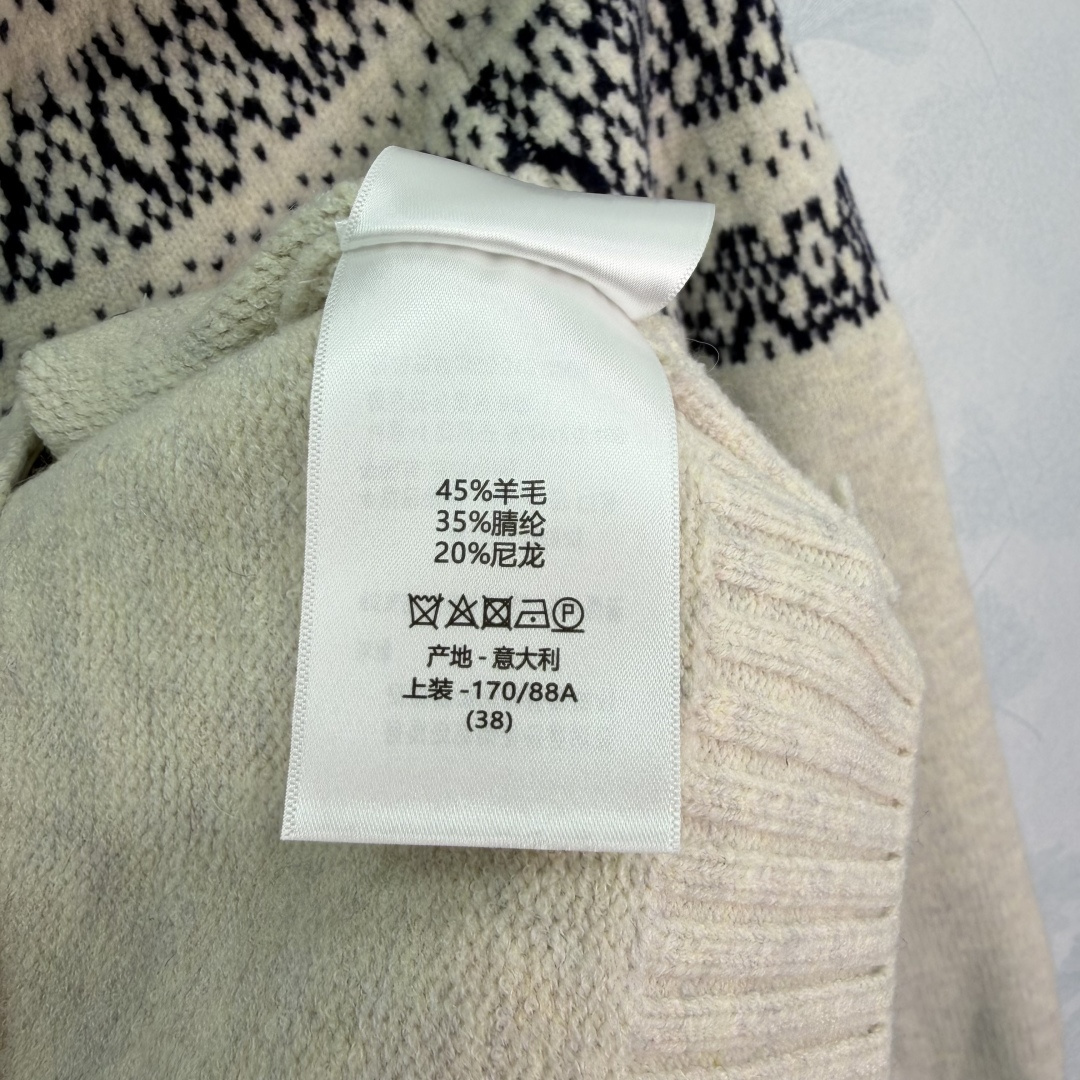 45%羊毛
35%腈纶
20%尼龙
P
产地 - 意大利
上装 -170/88A
(38)